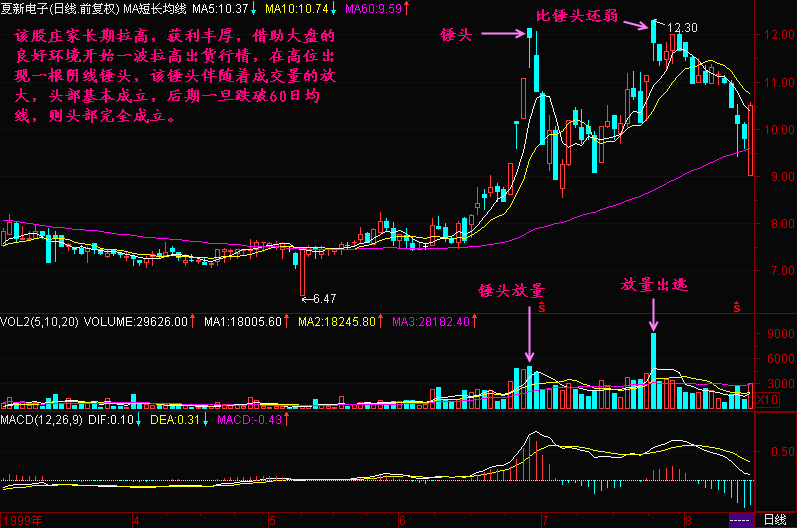 夏新电子(日线.前复权) MA短长均线 MA5:10.37↓ MA10:10.74↓ MA60:9.59↑
该股庄家长期拉高，获利丰厚，借助大盘的
良好环境开始一波拉高出货行情，在高位出
现一根阴线锤头，该锤头伴随着成交量的放
大，头部基本成立，后期一旦跌破60日均
线，则头部完全成立。
锤头
比锤头还弱
12.30
12.00
11.00
10.00
9.00
8.00
7.00
6.47
锤头放量
放量出逃
S
S
VOL2(5,10,20) VOLUME:29626.00↑ MA1:18005.60↑ MA2:18245.80↑ MA3:28182.40↑
9000
6000
3000
X10
MACD(12,26,9) DIF:0.10↓ DEA:0.31↓ MACD:-0.43↑
0.50
1999年 4 5 6 7 8 日线